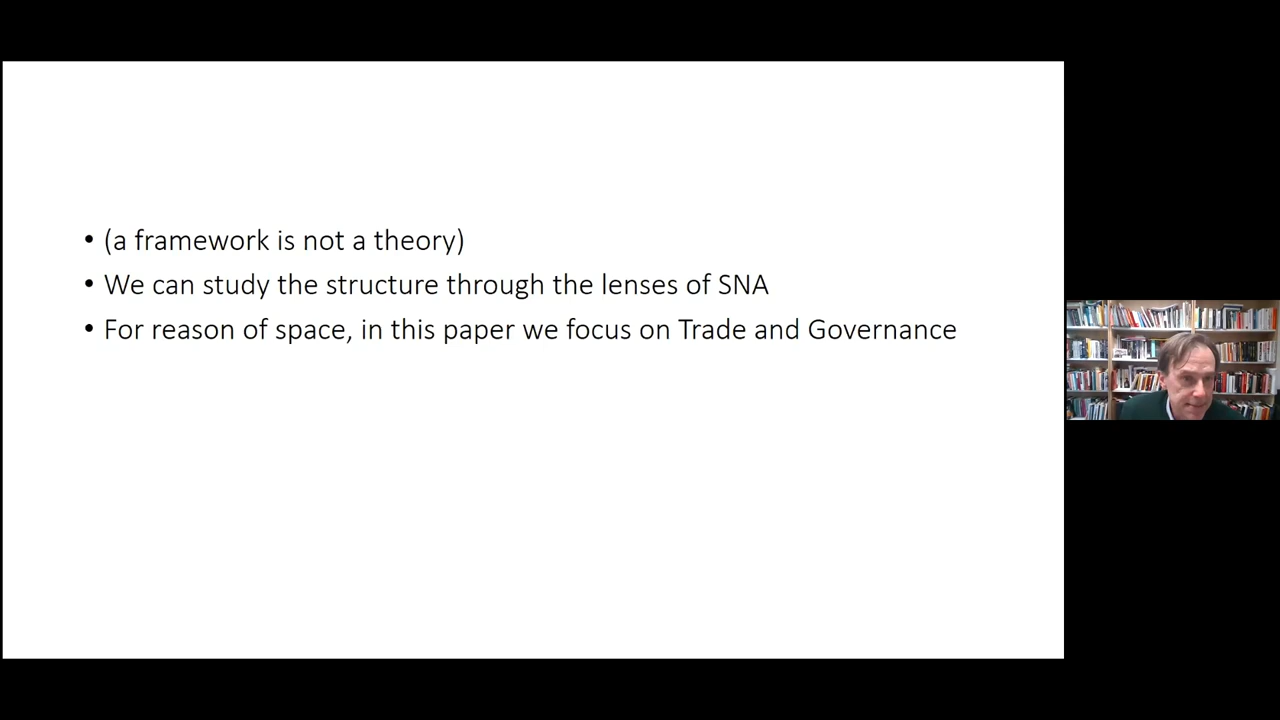 • (a framework is not a theory)
• We can study the structure through the lenses of SNA
• For reason of space, in this paper we focus on Trade and Governance